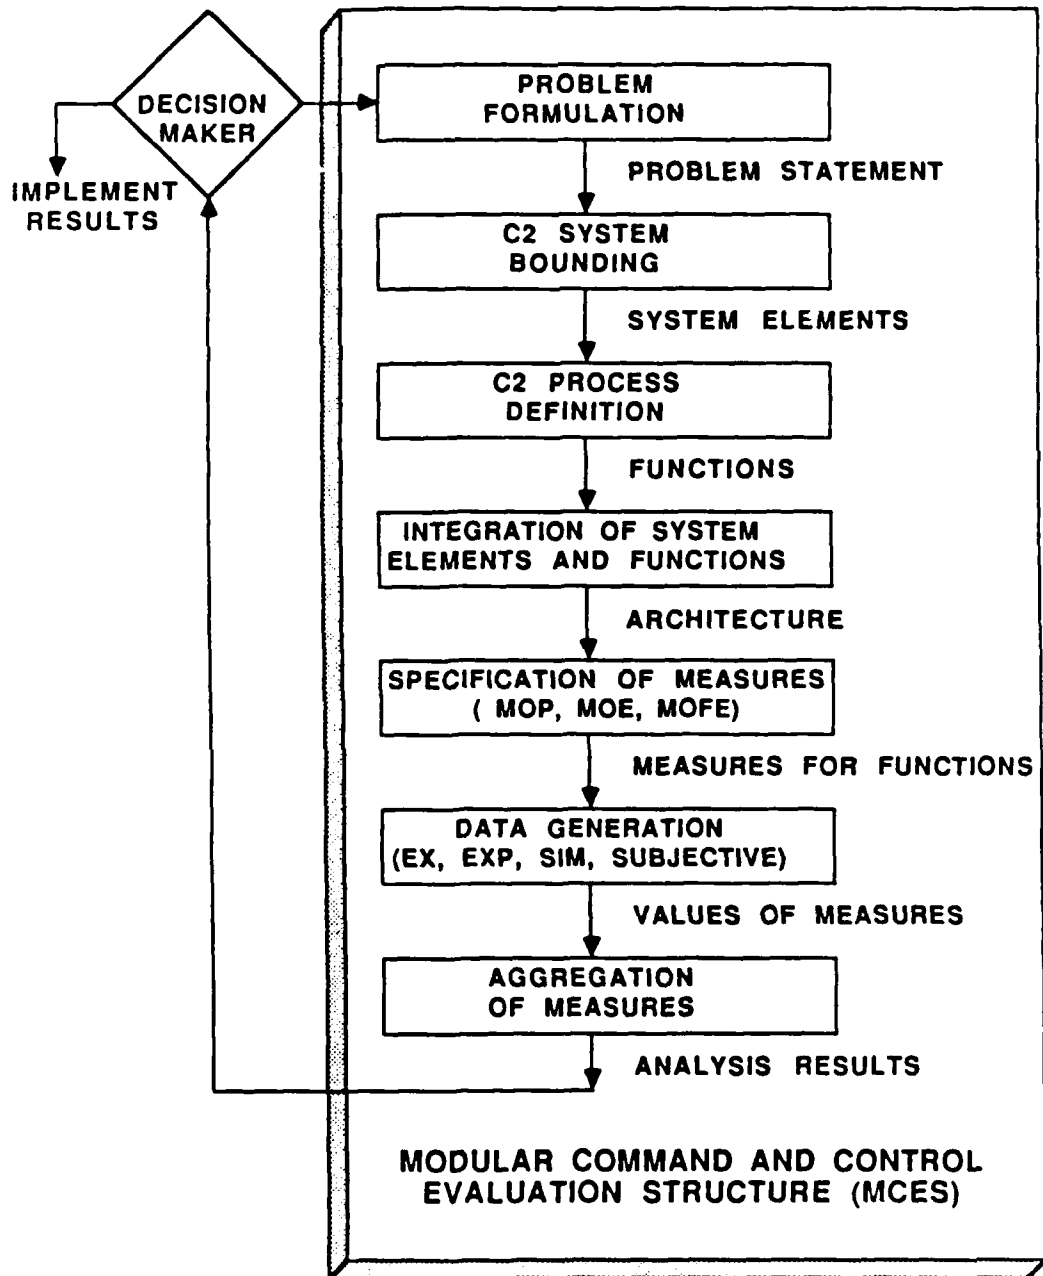 DECISION
MAKER
IMPLEMENT
RESULTS
PROBLEM
FORMULATION
PROBLEM STATEMENT
C2 SYSTEM
BOUNDING
SYSTEM ELEMENTS
C2 PROCESS
DEFINITION
FUNCTIONS
INTEGRATION OF SYSTEM
ELEMENTS AND FUNCTIONS
ARCHITECTURE
SPECIFICATION OF MEASURES
( MOP, MOE, MOFE)
MEASURES FOR FUNCTIONS
DATA GENERATION
(EX, EXP, SIM, SUBJECTIVE)
VALUES OF MEASURES
AGGREGATION
OF MEASURES
ANALYSIS RESULTS
MODULAR COMMAND AND CONTROL
EVALUATION STRUCTURE (MCES)